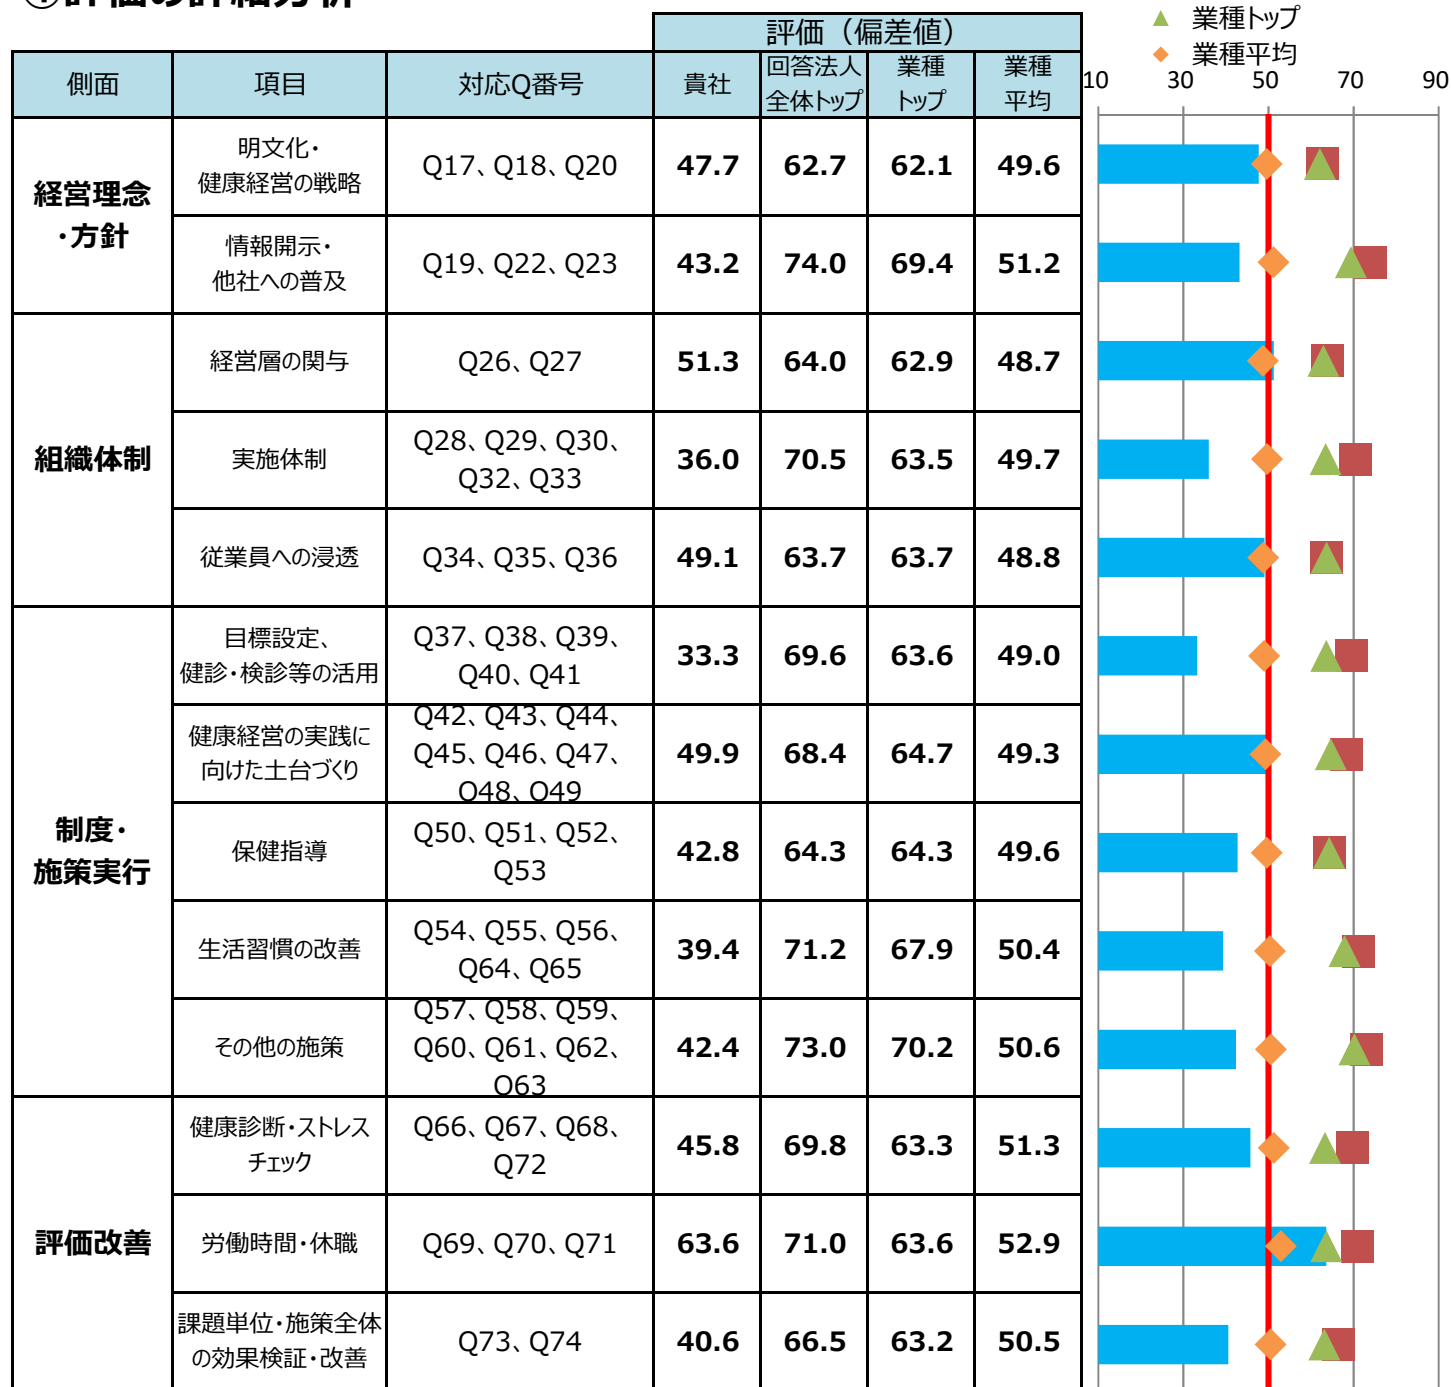 ①評価の詳細分析
▲ 業種トップ
◆ 業種平均
評価（偏差値）
側面 項目 対応Q番号 貴社 回答法人 業種 業種
全体トップ トップ 平均
10 30 50 70 90
経営理念
・方針
明文化・
健康経営の戦略
Q17、Q18、Q20 47.7 62.7 62.1 49.6
情報開示・
他社への普及
Q19、Q22、Q23 43.2 74.0 69.4 51.2
組織体制
経営層の関与 Q26、Q27 51.3 64.0 62.9 48.7
実施体制
Q28、Q29、Q30、
Q32、Q33
36.0 70.5 63.5 49.7
従業員への浸透 Q34、Q35、Q36 49.1 63.7 63.7 48.8
制度・
施策実行
目標設定、
健診・検診等の活用
Q37、Q38、Q39、
Q40、Q41
33.3 69.6 63.6 49.0
健康経営の実践に
向けた土台づくり
Q42、Q43、Q44、
Q45、Q46、Q47、
Q48、Q49
49.9 68.4 64.7 49.3
保健指導
Q50、Q51、Q52、
Q53
42.8 64.3 64.3 49.6
生活習慣の改善
Q54、Q55、Q56、
Q64、Q65
39.4 71.2 67.9 50.4
その他の施策
Q57、Q58、Q59、
Q60、Q61、Q62、
Q63
42.4 73.0 70.2 50.6
評価改善
健康診断・ストレス
チェック
Q66、Q67、Q68、
Q72
45.8 69.8 63.3 51.3
労働時間・休職 Q69、Q70、Q71 63.6 71.0 63.6 52.9
課題単位・施策全体
の効果検証・改善
Q73、Q74 40.6 66.5 63.2 50.5